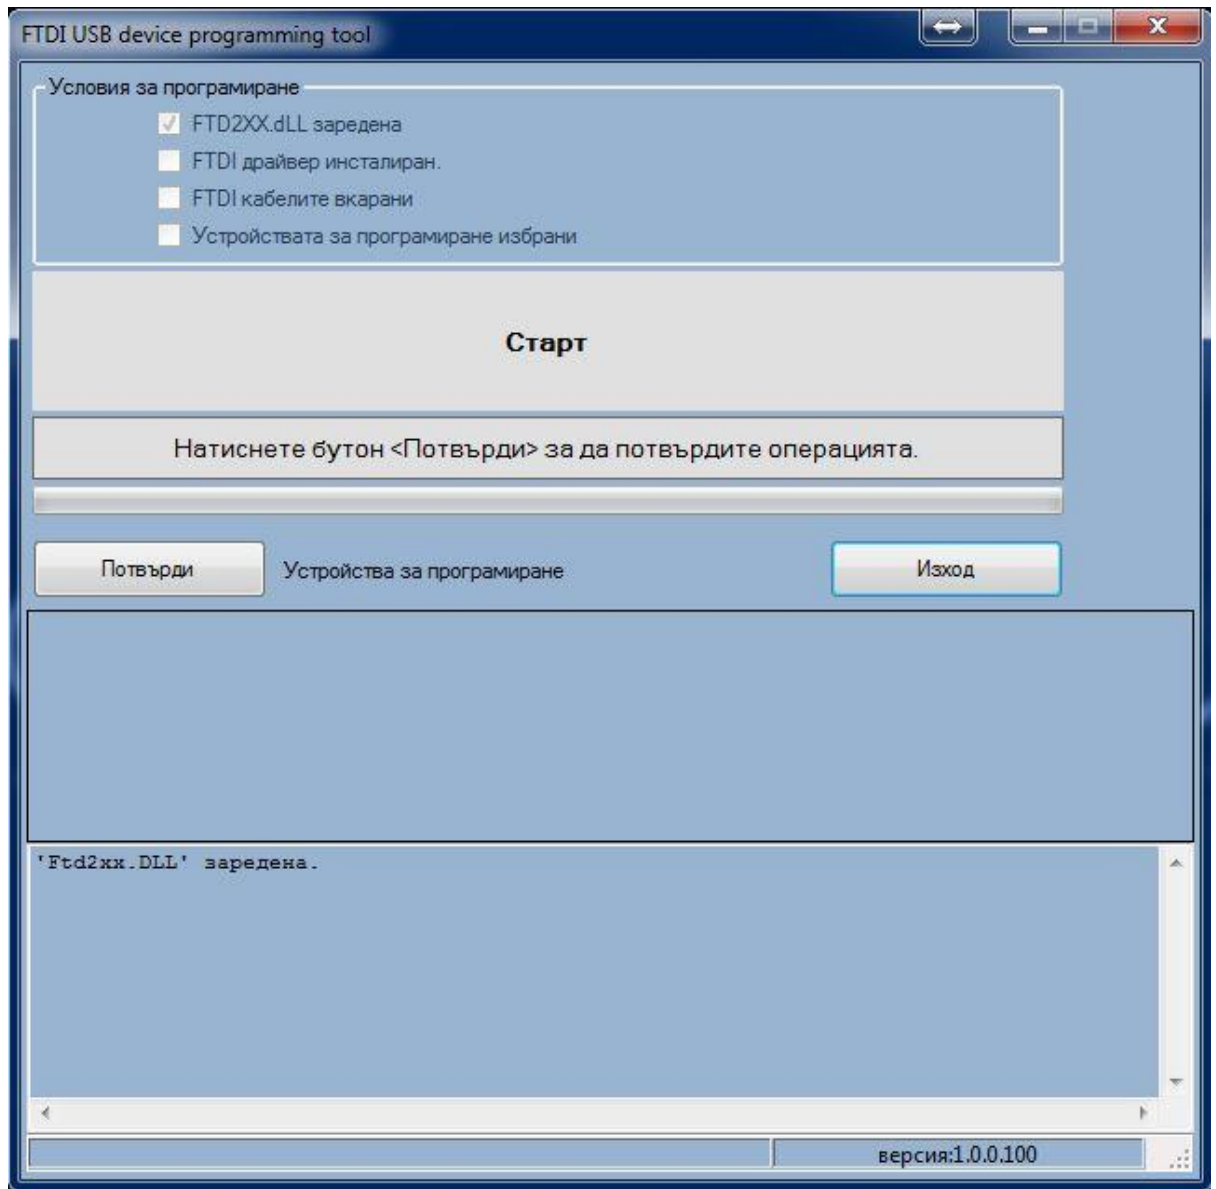 FTDI USB device programming tool
Условия за програмиране
FTD2XX.dLL заредена
FTDI драйвер инсталиран.
FTDI кабелите вкарани
Устройствата за програмиране избрани
Старт
Натиснете бутон <Потвърди> за да потвърдите операцията.
Потвърди
Устройства за програмиране
Изход
'Ftd2xx.DLL' заредена.
версия:1.0.0.100